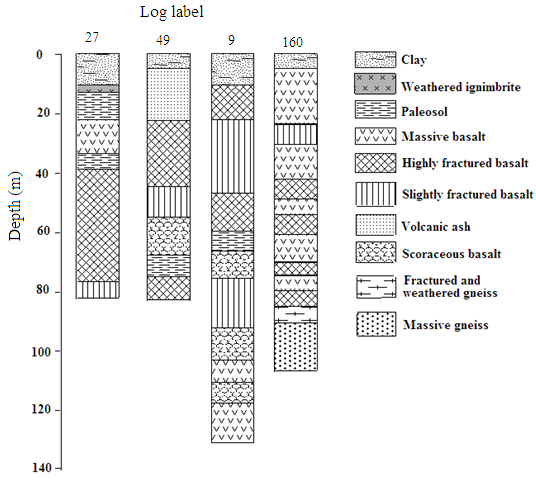 Log label
27 49 9 160
0
20
40
60
80
100
120
140
Depth (m)
Clay
Weathered ignimbrite
Paleosol
Massive basalt
Highly fractured basalt
Slightly fractured basalt
Volcanic ash
Scoraceous basalt
Fractured and
weathered gneiss
Massive gneiss